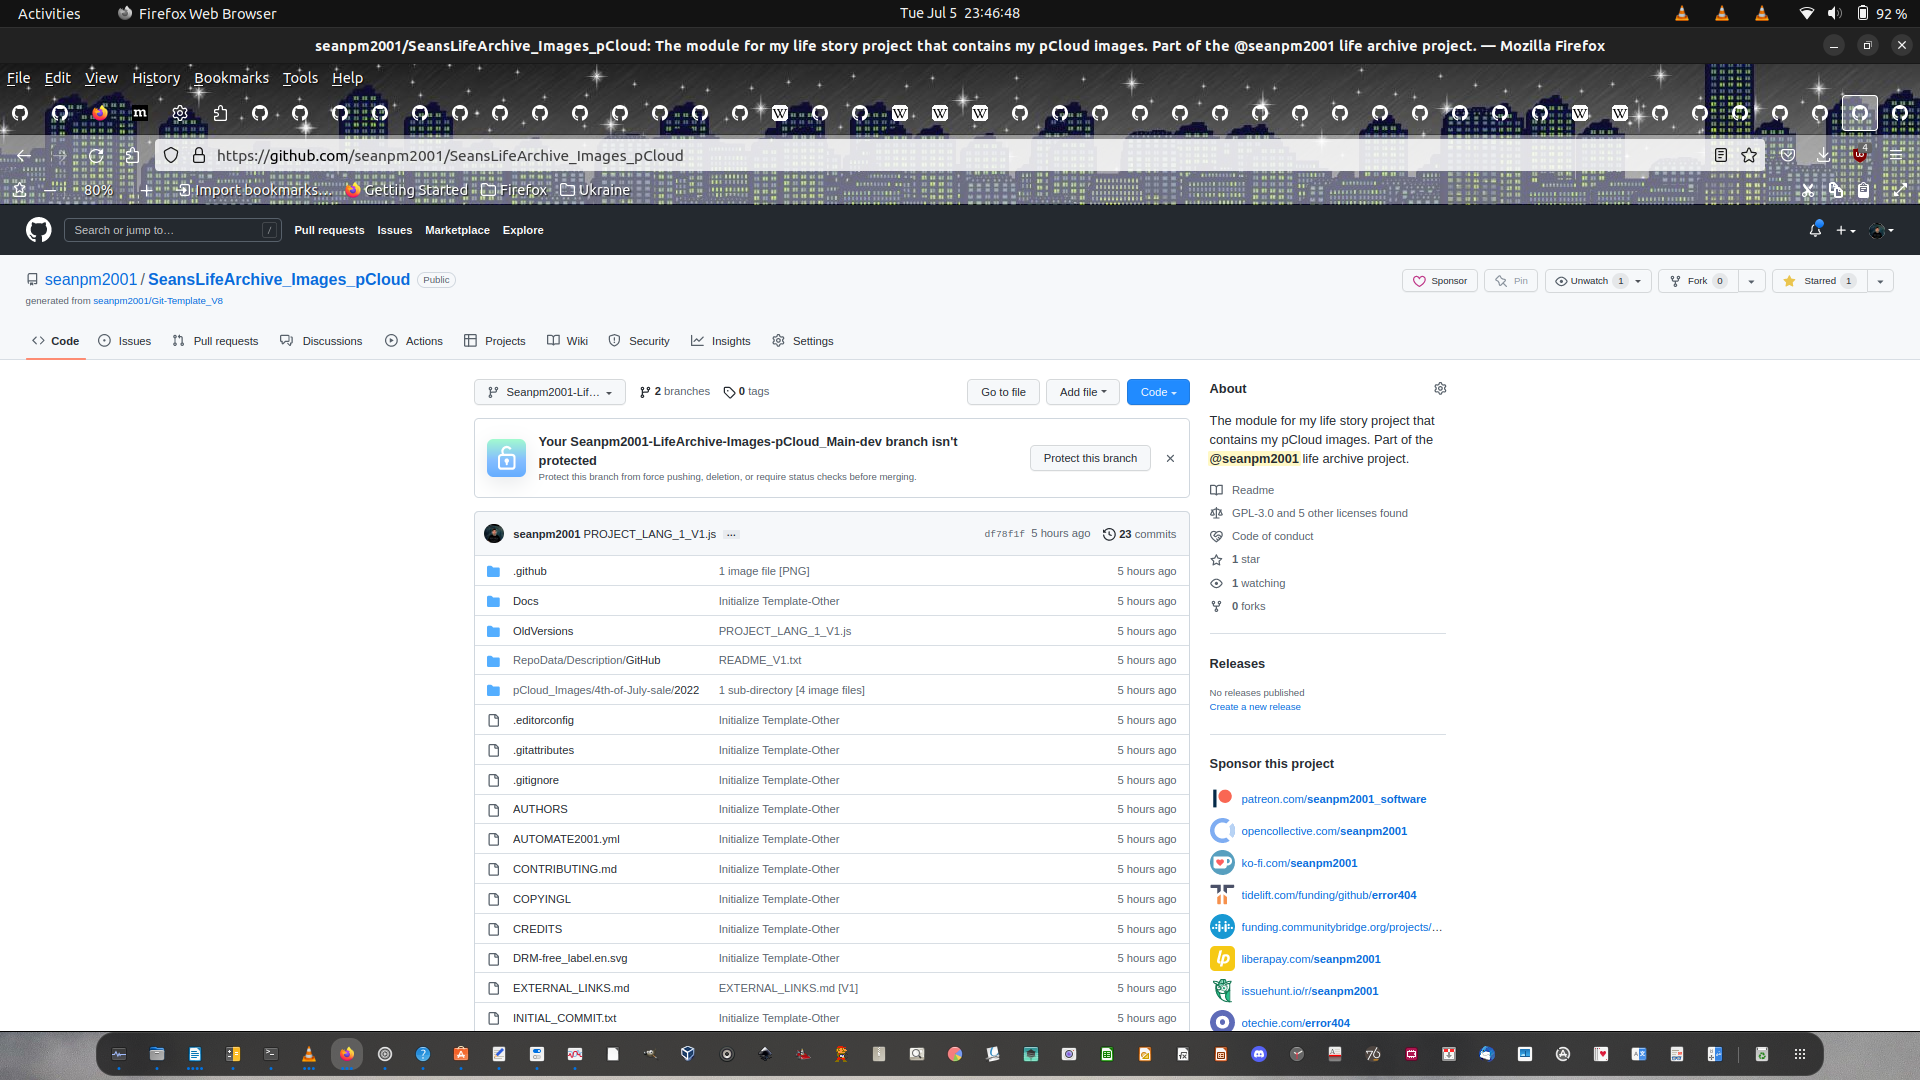 Activities
Firefox Web Browser
Tue Jul 5 23:46:48
92 %
seanpm2001/SeansLifeArchive_Images_pCloud: The module for my life story project that contains my pCloud images. Part of the @seanpm2001 life archive project. — Mozilla Firefox
File Edit View History Bookmarks Tools Help
m
W W W W W W
https://github.com/seanpm2001/SeansLifeArchive_Images_pCloud
4
80%
Import bookmarks...
Getting Started
Firefox
Ukraine
Search or jump to...
/
Pull requests Issues Marketplace Explore
seanpm2001 / SeansLifeArchive_Images_pCloud Public
generated from seanpm2001/Git-Template_V8
Sponsor
Pin
Unwatch 1
Fork 0
Starred 1
Code Issues Pull requests Discussions Actions Projects Wiki Security Insights Settings
Seanpm2001-Lif...
2 branches 0 tags
Go to file
Add file
Code
Your Seanpm2001-LifeArchive-Images-pCloud_Main-dev branch isn't
protected
Protect this branch from force pushing, deletion, or require status checks before merging.
Protect this branch
seanpm2001 PROJECT_LANG_1_V1.js ... df78f1f 5 hours ago 23 commits
.github 1 image file [PNG] 5 hours ago
Docs Initialize Template-Other 5 hours ago
OldVersions PROJECT_LANG_1_V1.js 5 hours ago
RepoData/Description/GitHub README_V1.txt 5 hours ago
pCloud_Images/4th-of-July-sale/2022 1 sub-directory [4 image files] 5 hours ago
.editorconfig Initialize Template-Other 5 hours ago
.gitattributes Initialize Template-Other 5 hours ago
.gitignore Initialize Template-Other 5 hours ago
AUTHORS Initialize Template-Other 5 hours ago
AUTOMATE2001.yml Initialize Template-Other 5 hours ago
CONTRIBUTING.md Initialize Template-Other 5 hours ago
COPYINGL Initialize Template-Other 5 hours ago
CREDITS Initialize Template-Other 5 hours ago
DRM-free_label.en.svg Initialize Template-Other 5 hours ago
EXTERNAL_LINKS.md EXTERNAL_LINKS.md [V1] 5 hours ago
INITIAL_COMMIT.txt Initialize Template-Other 5 hours ago
About
The module for my life story project that
contains my pCloud images. Part of the
@seanpm2001 life archive project.
Readme
GPL-3.0 and 5 other licenses found
Code of conduct
1 star
1 watching
0 forks
Releases
No releases published
Create a new release
Sponsor this project
patreon.com/seanpm2001_software
opencollective.com/seanpm2001
ko-fi.com/seanpm2001
tidelift.com/funding/github/error404
funding.communitybridge.org/projects/...
lp liberapay.com/seanpm2001
issuehunt.io/r/seanpm2001
otechie.com/error404
76